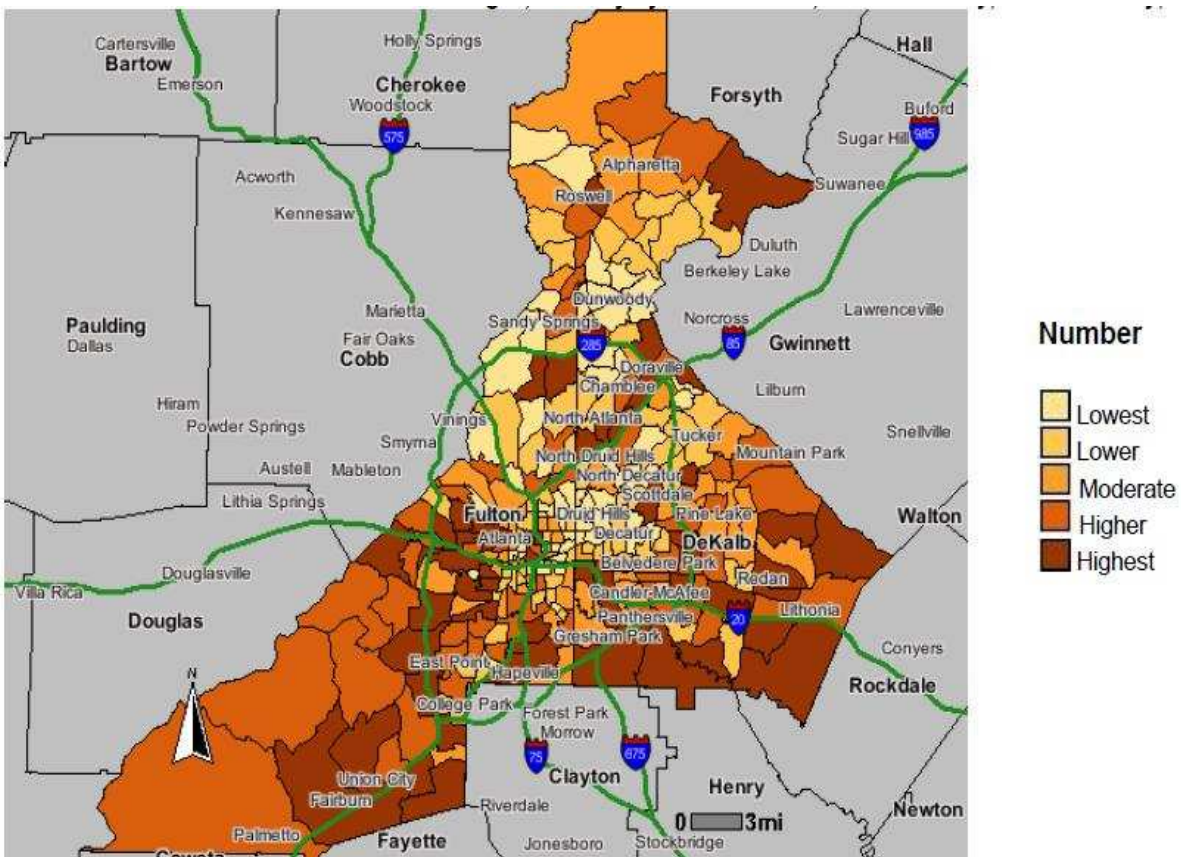 Hall
Holly Springs
Cartersville
Bartow
Emerson
Cherokee
Woodstock
Forsyth
Buford
575
985
Sugar Hill
Alpharetta
Acworth
Roswell
Suwanee
Kennesaw
Duluth
Berkeley Lake
Dunwoody
Marietta
Sandy Springs
Norcross
Lawrenceville
Paulding
Dallas
Fair Oaks
Cobb
285
85
Gwinnett
Doraville
Chamblee
Lilburn
Hiram
Powder Springs
Vinings
North Atlanta
Smyrna
Tucker
Snellville
Mountain Park
Austell
Mableton
North Druid Hills
North Decatur
Scottdale
Lithia Springs
Fulton
Druid Hills
Pine Lake
Walton
Atlanta
Decatur
DeKalb
Belvedere Park
Douglasville
Redan
Villa Rica
Candler-McAfee
Lithonia
Douglas
Panthersville
20
Gresham Park
Conyers
East Point
Hapeville
Rockdale
N
College Park
Forest Park
Morrow
75
675
Clayton
Union City
Henry
Fairburn
Riverdale
Newton
0 3mi
Palmetto
Fayette
Jonesboro
Stockbridge
Coweta
Number
Lowest
Lower
Moderate
Higher
Highest